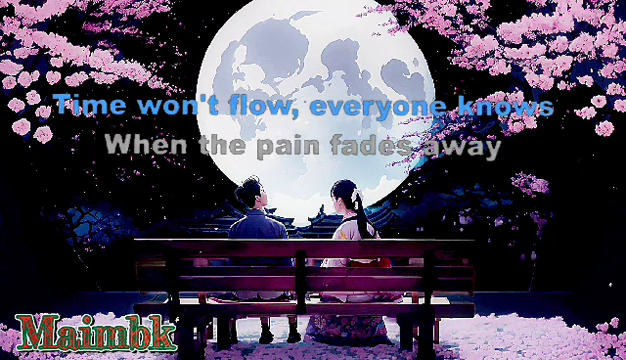 Time won't flow, everyone knows
When the pain fades away
Maimbk